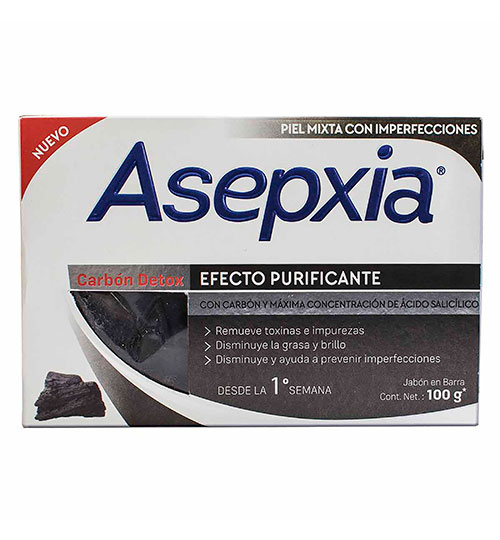 NUEVO
PIEL MIXTA CON IMPERFECCIONES
Asepxia®
Carbón Detox
EFECTO PURIFICANTE
CON CARBÓN Y MÁXIMA CONCENTRACIÓN DE ÁCIDO SALICÍLICO
> Remueve toxinas e impurezas
> Disminuye la grasa y brillo
> Disminuye y ayuda a prevenir imperfecciones
DESDE LA 1° SEMANA
Jabón en Barra
Cont. Net.: 100 g*